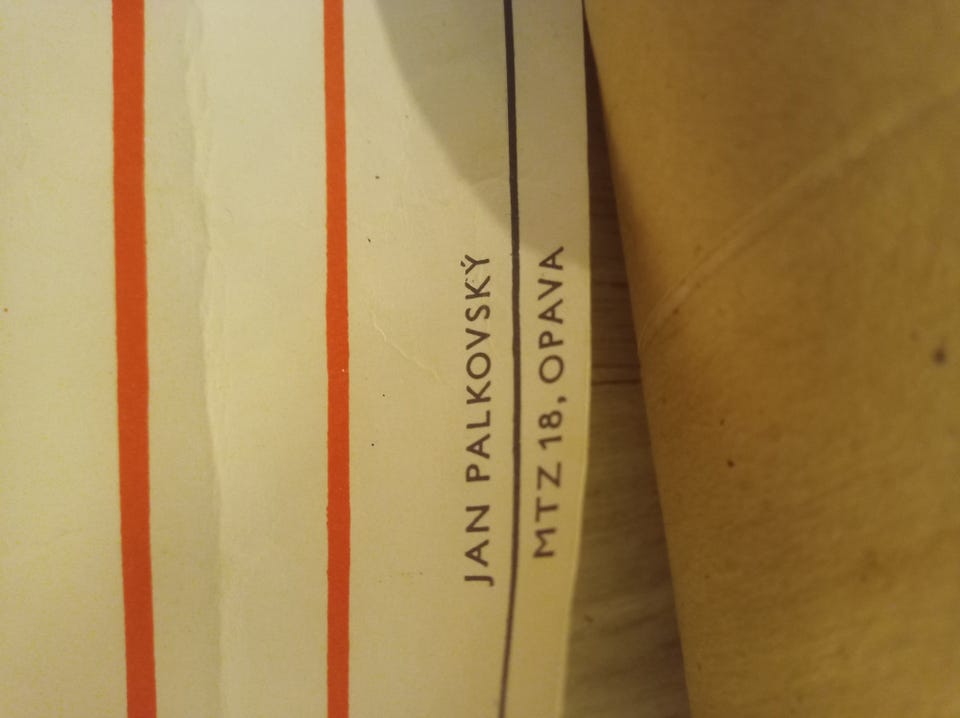 JAN PALKOVSKÝ
MTZ 18, OPAVA